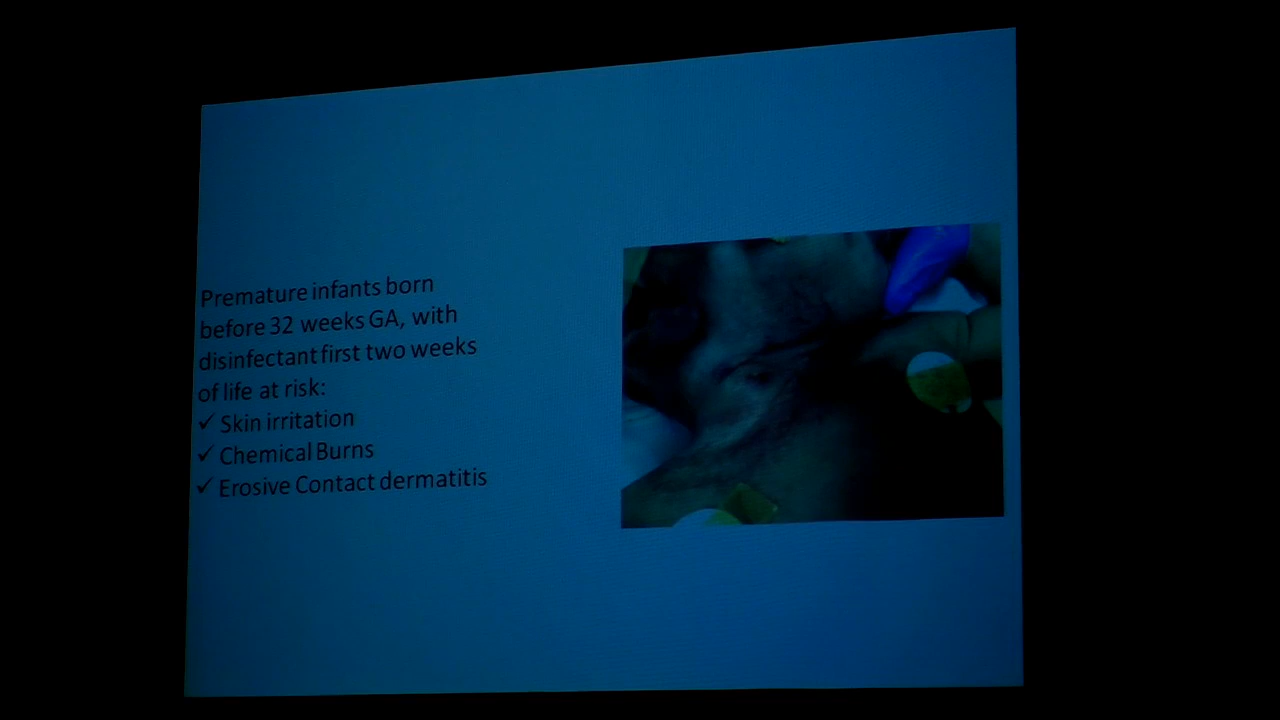 Premature infants born
before 32 weeks GA, with
disinfectant first two weeks
of life at risk:
✓ Skin irritation
✓ Chemical Burns
✓ Erosive Contact dermatitis